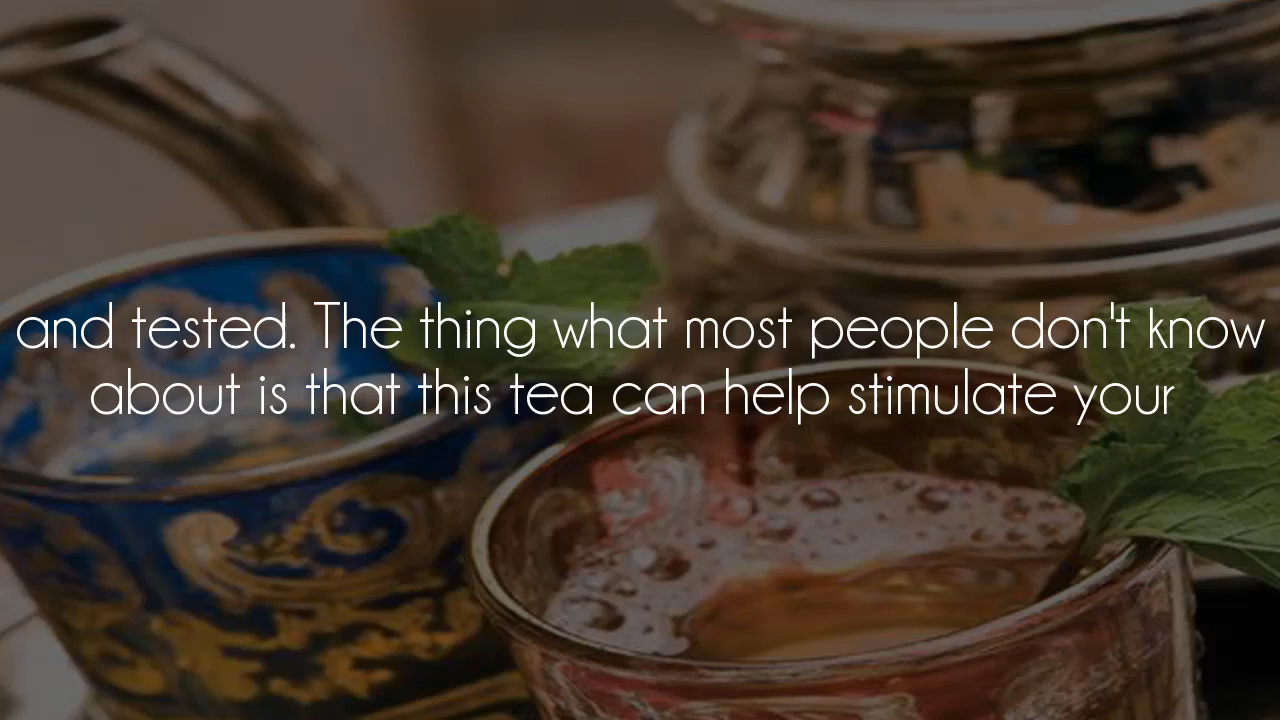 and tested. The thing what most people don't know
about is that this tea can help stimulate your